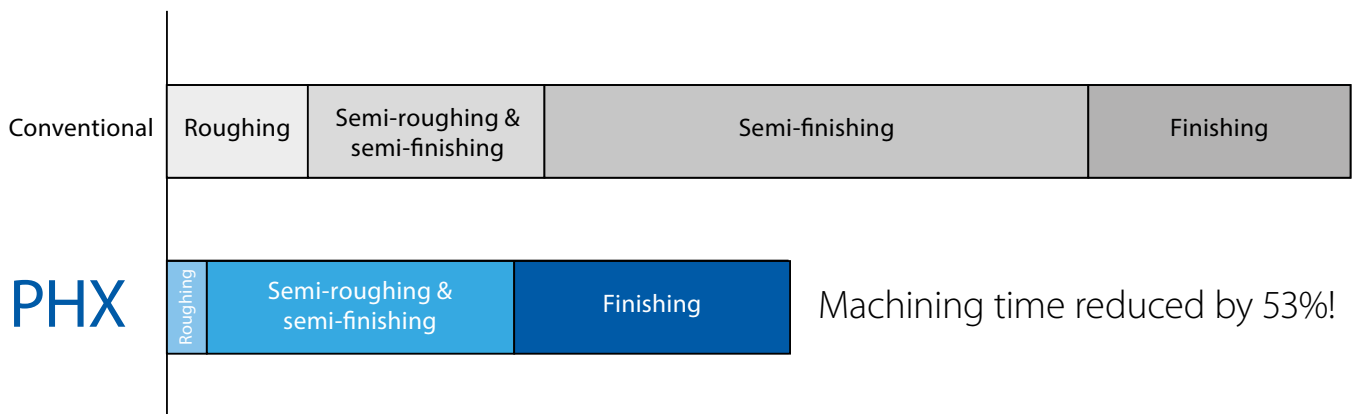 Conventional
Roughing
Semi-roughing &
semi-finishing
Semi-finishing
Finishing
PHX
Roughing
Semi-roughing &
semi-finishing
Finishing
Machining time reduced by 53%!